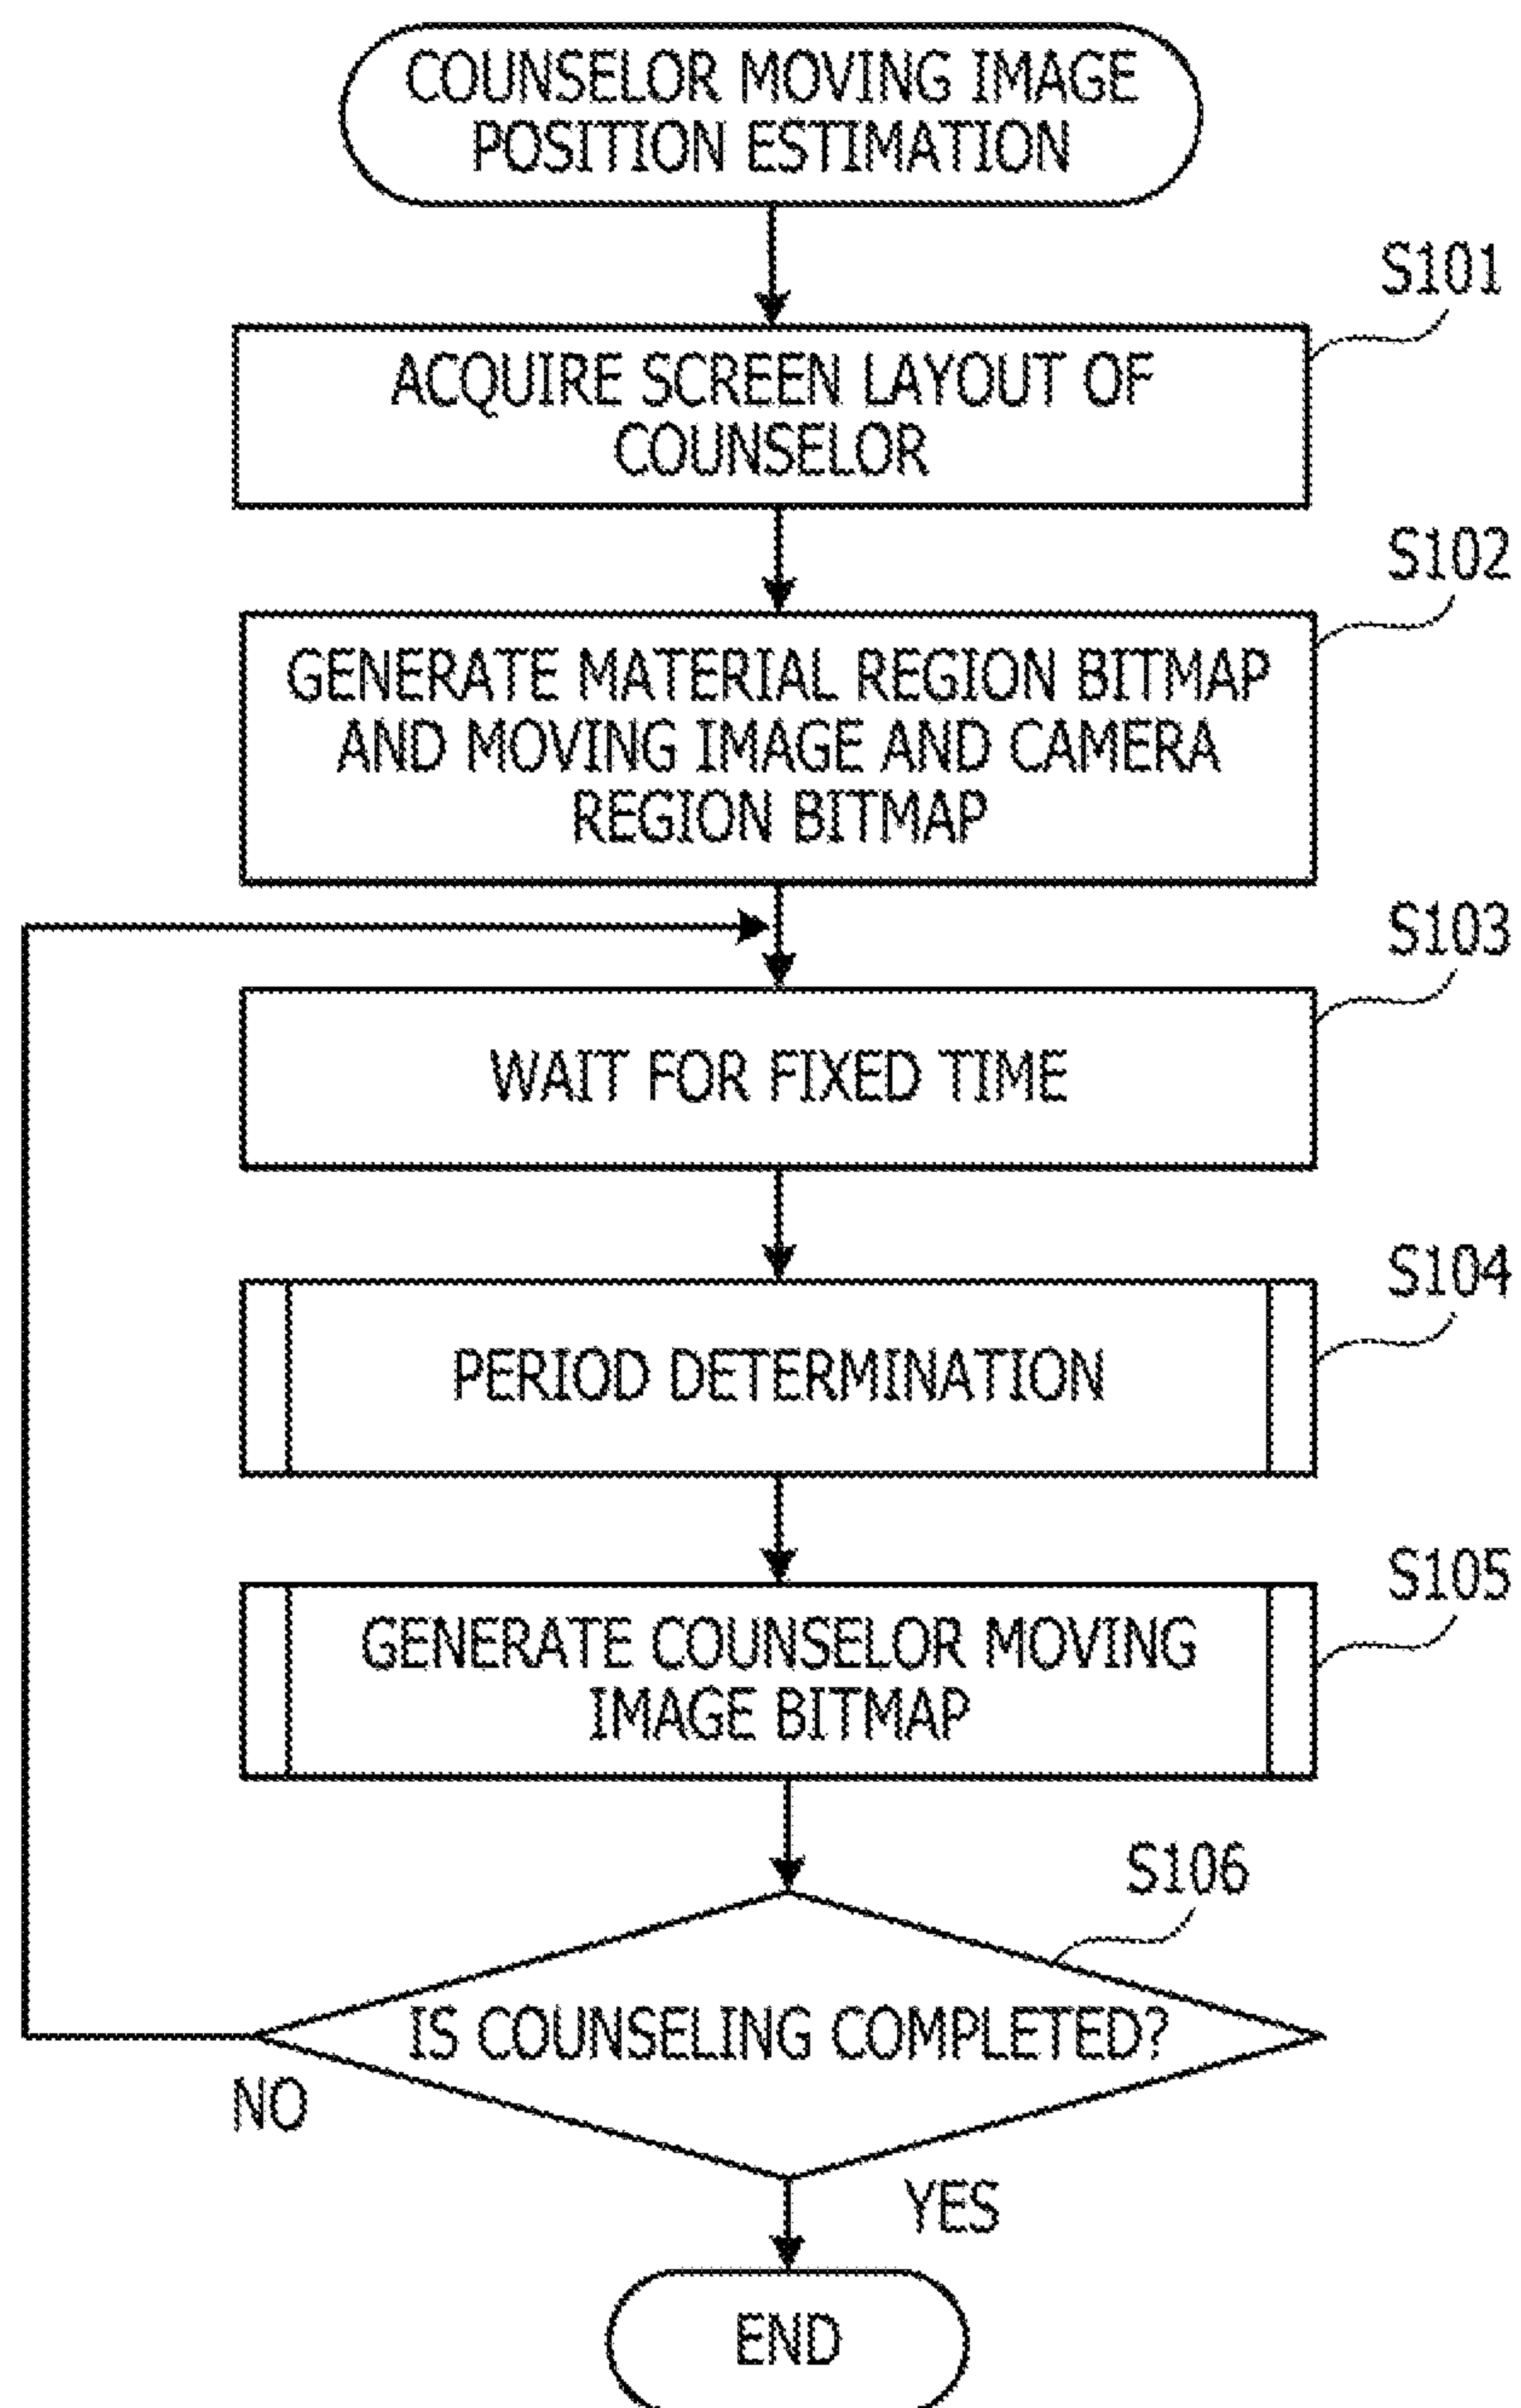 COUNSELOR MOVING IMAGE
POSITION ESTIMATION
S101
ACQUIRE SCREEN LAYOUT OF
COUNSELOR
S102
GENERATE MATERIAL REGION BITMAP
AND MOVING IMAGE AND CAMERA
REGION BITMAP
S103
WAIT FOR FIXED TIME
S104
PERIOD DETERMINATION
S105
GENERATE COUNSELOR MOVING
IMAGE BITMAP
S106
IS COUNSELING COMPLETED?
NO
YES
END